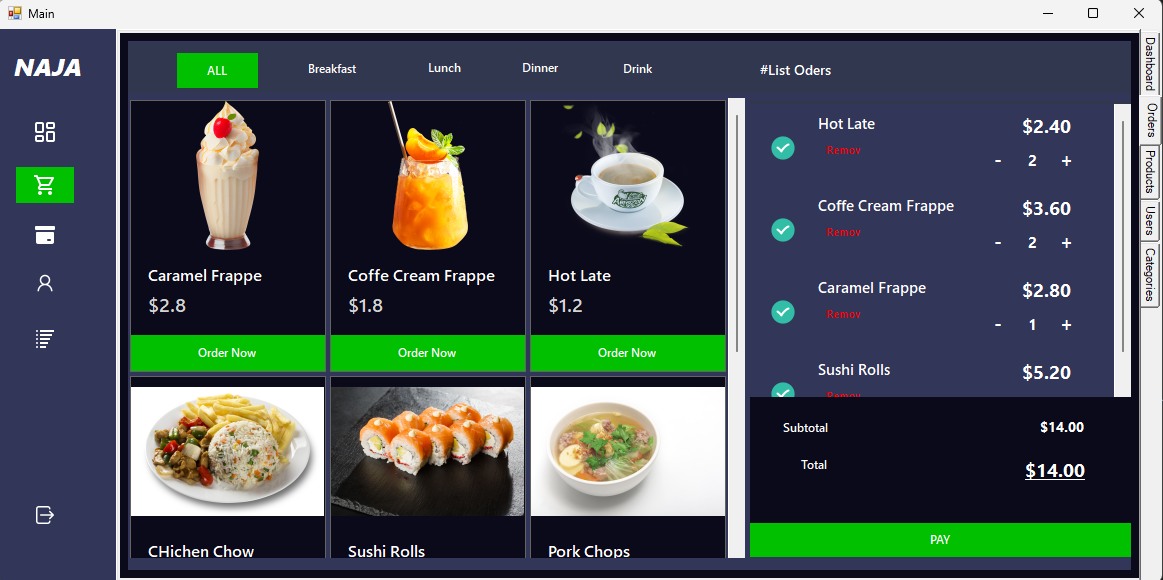 Main
NAJA
ALL
Breakfast
Lunch
Dinner
Drink
#List Oders
Caramel Frappe
$2.8
Order Now
Coffe Cream Frappe
$1.8
Order Now
Hot Late
$1.2
Order Now
CHichen Chow
Sushi Rolls
Pork Chops
Hot Late
$2.40
Remov
- 2 +
Coffe Cream Frappe
$3.60
Remov
- 2 +
Caramel Frappe
$2.80
Remov
- 1 +
Sushi Rolls
$5.20
Remov
Subtotal
$14.00
Total
$14.00
PAY
Dashboard
Orders
Products
Users
Categories